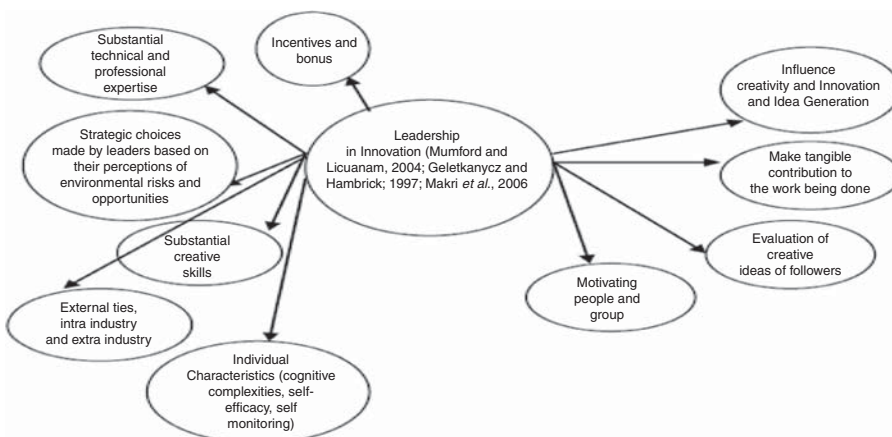 Substantial
technical and
professional
expertise
Incentives and
bonus
Strategic choices
made by leaders based on
their perceptions of
environmental risks and
opportunities
Substantial
creative
skills
External ties,
intra industry
and extra industry
Individual
Characteristics (cognitive
complexities, self-
efficacy, self
monitoring)
Leadership
in Innovation (Mumford and
Licuanam, 2004; Geletkanycz and
Hambrick; 1997; Makri et al., 2006
Influence
creativity and Innovation
and Idea Generation
Make tangible
contribution to
the work being done
Evaluation of
creative
ideas of followers
Motivating
people and
group